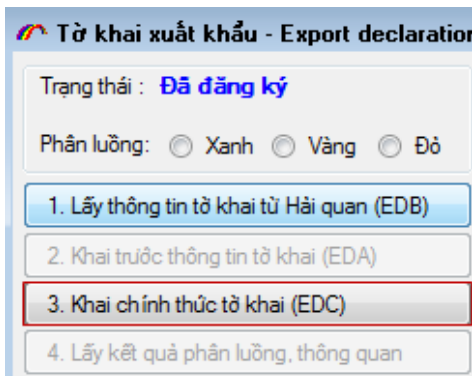 Tờ khai xuất khẩu - Export declaration
Trạng thái : Đã đăng ký
Phân luồng: Xanh Vàng Đỏ
1. Lấy thông tin tờ khai từ Hải quan (EDB)
2. Khai trước thông tin tờ khai (EDA)
3. Khai chính thức tờ khai (EDC)
4. Lấy kết quả phân luồng, thông quan